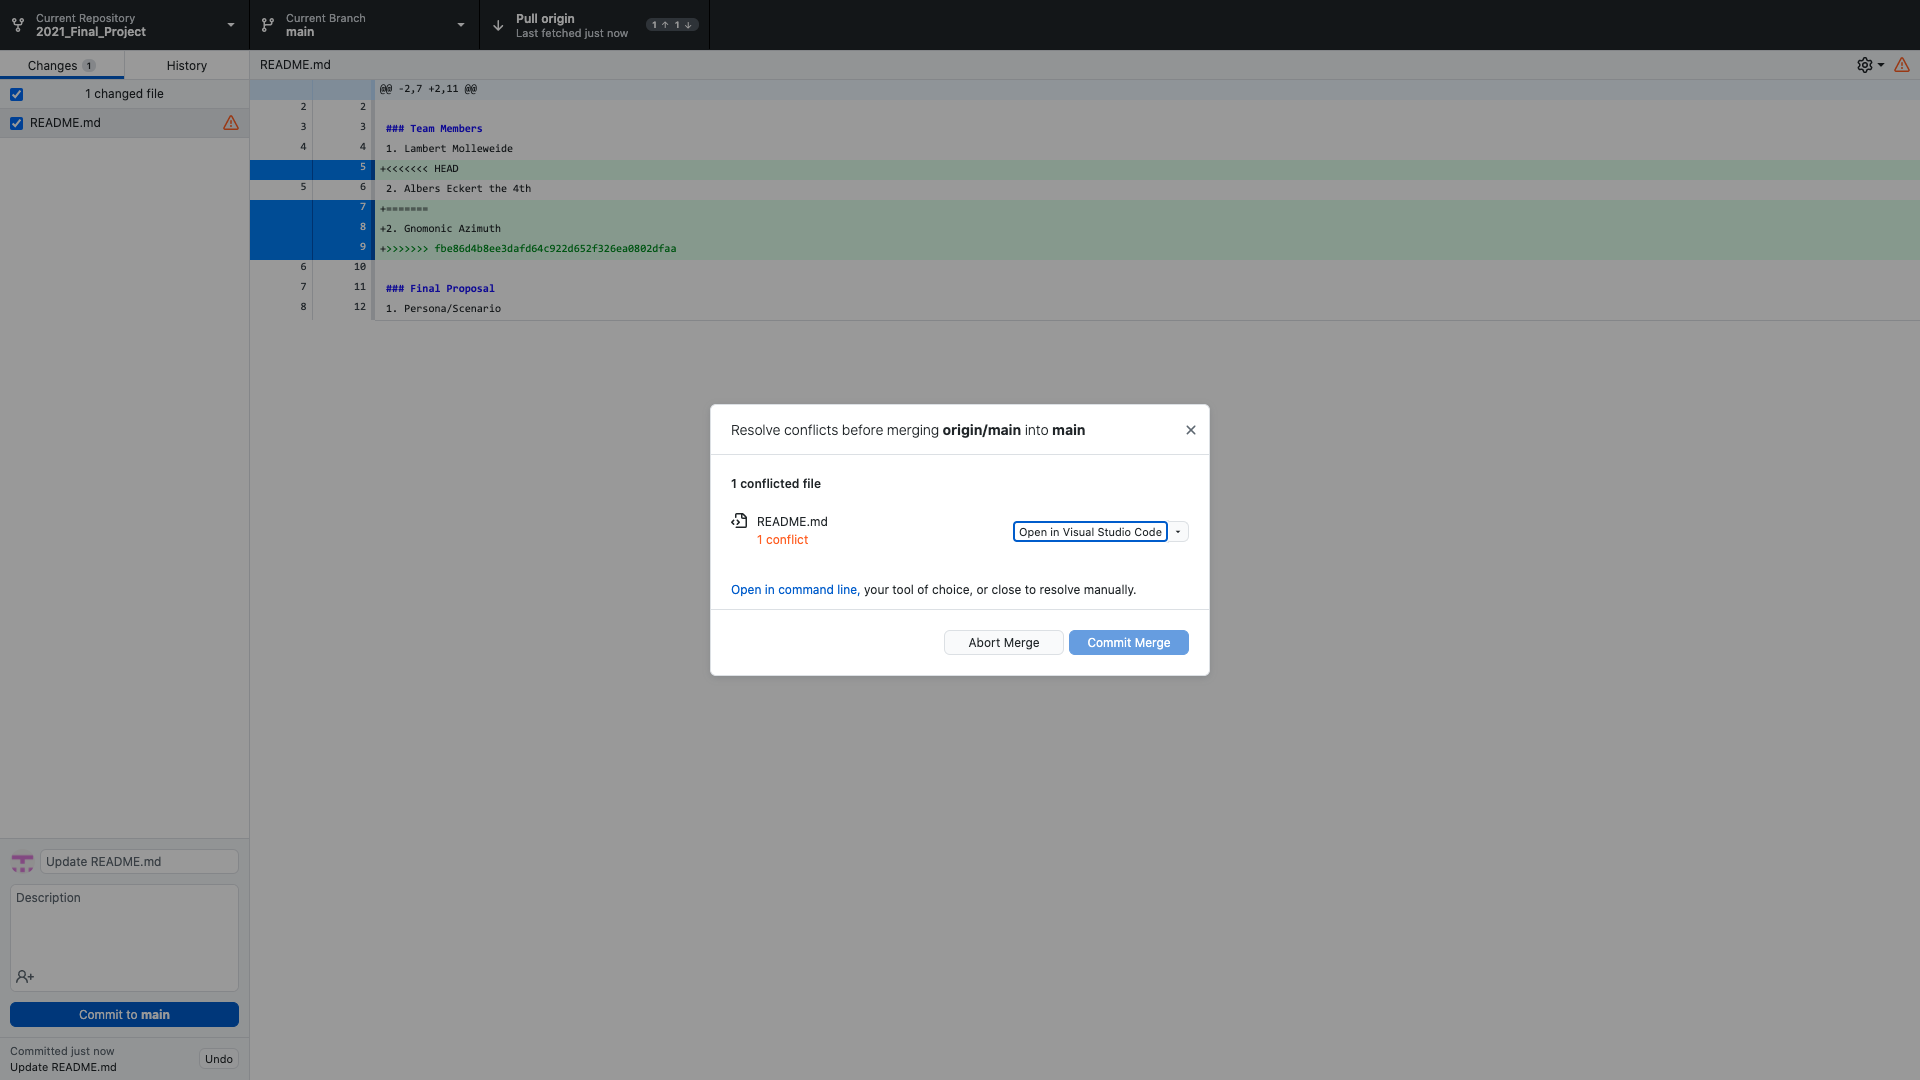 Current Repository
2021_Final_Project
Current Branch
main
Pull origin
Last fetched just now
1 ↑ 1 ↓
Changes 1
History
README.md
1 changed file
README.md
@@ -2,7 +2,11 @@
2 2
3 3 ### Team Members
4 4 1. Lambert Molleweide
5 +<<<<<<< HEAD
5 6 2. Albers Eckert the 4th
7 +=======
8 +2. Gnomonic Azimuth
9 +>>>>>>> fbe86d4b8ee3dafd64c922d652f326ea0802dfaa
6 10
7 11 ### Final Proposal
8 12 1. Persona/Scenario
Resolve conflicts before merging origin/main into main
1 conflicted file
README.md
1 conflict
Open in Visual Studio Code
Open in command line, your tool of choice, or close to resolve manually.
Abort Merge
Commit Merge
Update README.md
Description
Commit to main
Committed just now
Update README.md
Undo